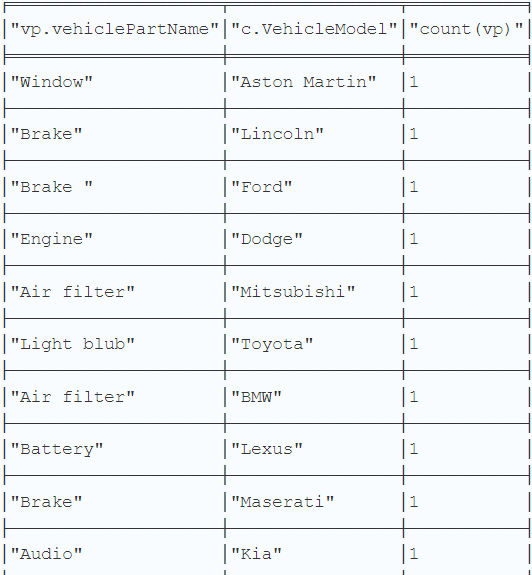 "vp.vehiclePartName" "c.VehicleModel" "count(vp)"
"Window" "Aston Martin" 1
"Brake" "Lincoln" 1
"Brake " "Ford" 1
"Engine" "Dodge" 1
"Air filter" "Mitsubishi" 1
"Light blub" "Toyota" 1
"Air filter" "BMW" 1
"Battery" "Lexus" 1
"Brake" "Maserati" 1
"Audio" "Kia" 1